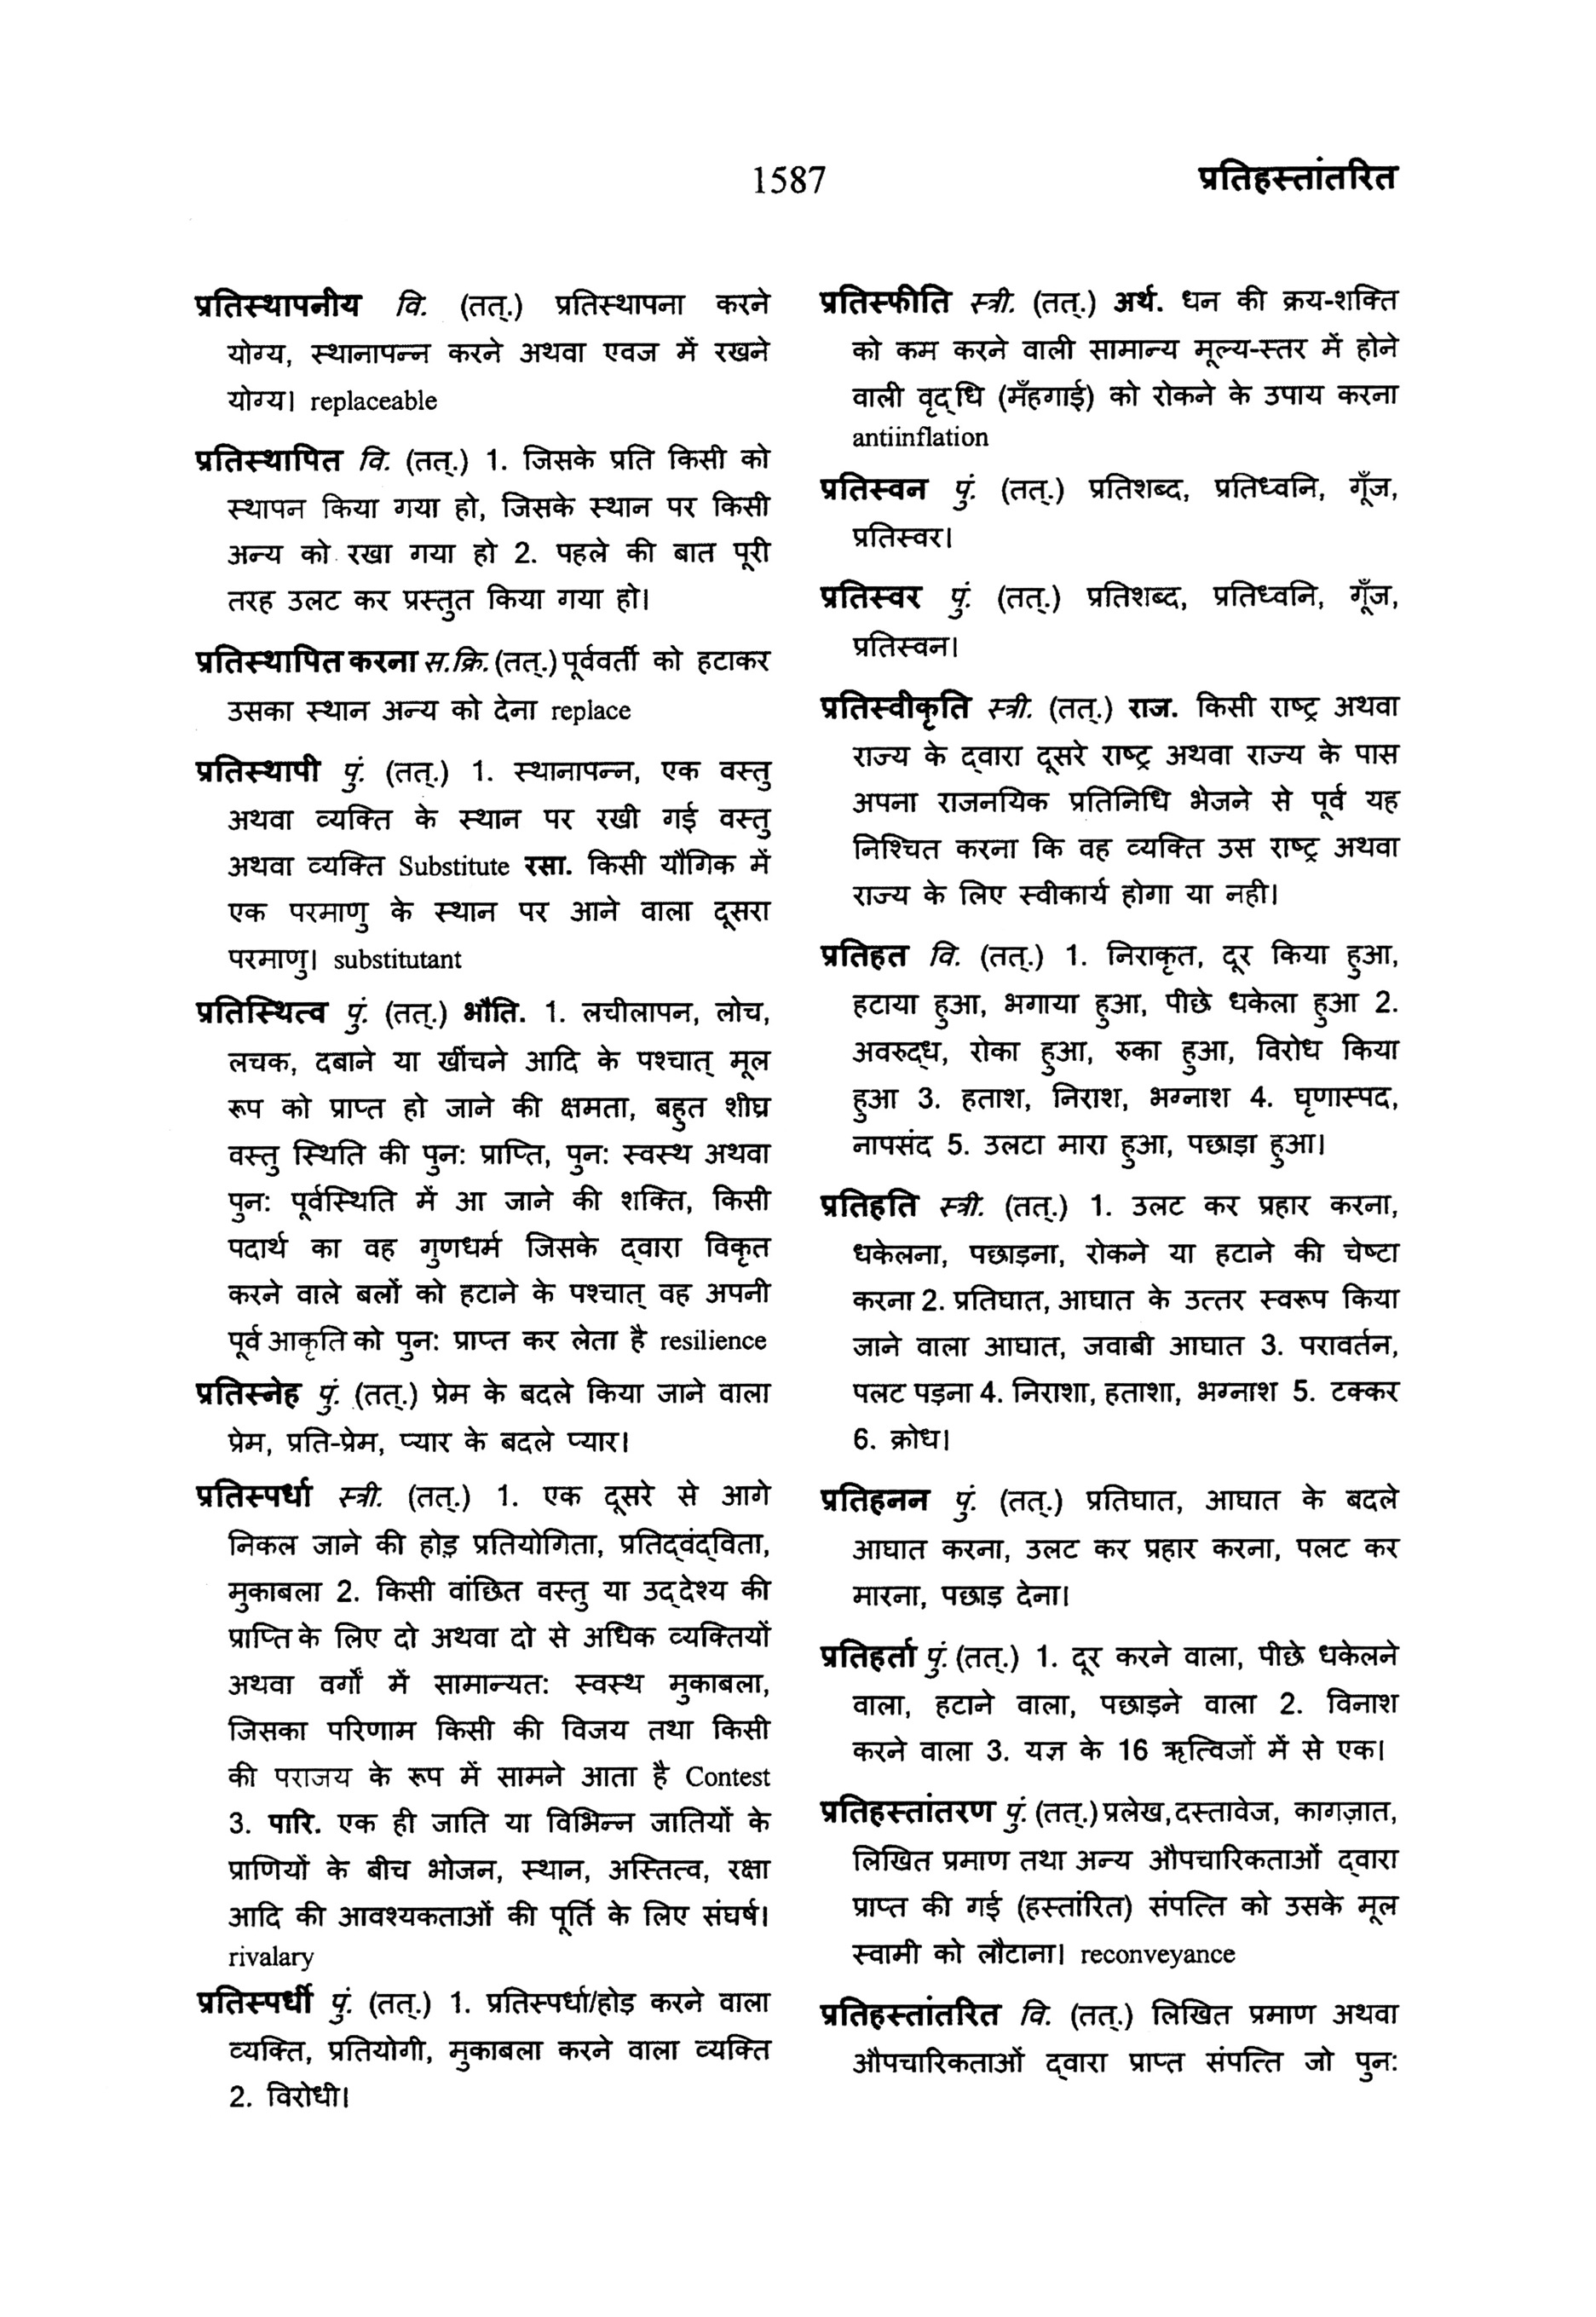 1587
प्रतिहस्तांतरित
प्रतिस्थापनीय वि. (तत्.) प्रतिस्थापना करने
योग्य, स्थानापन्न करने अथवा एवज में रखने
योग्य। replaceable
प्रतिस्थापित वि. (तत्.) 1. जिसके प्रति किसी को
स्थापन किया गया हो, जिसके स्थान पर किसी
अन्य को रखा गया हो 2. पहले की बात पूरी
तरह उलट कर प्रस्तुत किया गया हो।
प्रतिस्थापित करना स.क्रि. (तत्.) पूर्ववर्ती को हटाकर
उसका स्थान अन्य को देना replace
प्रतिस्थापी पुं. (तत्.) 1. स्थानापन्न, एक वस्तु
अथवा व्यक्ति के स्थान पर रखी गई वस्तु
अथवा व्यक्ति Substitute रसा. किसी यौगिक में
एक परमाणु के स्थान पर आने वाला दूसरा
परमाणु। substitutant
प्रतिस्थित्व पुं. (तत्.) भौति. 1. लचीलापन, लोच,
लचक, दबाने या खींचने आदि के पश्चात् मूल
रूप को प्राप्त हो जाने की क्षमता, बहुत शीघ्र
वस्तु स्थिति की पुन: प्राप्ति, पुन: स्वस्थ अथवा
पुन: पूर्वस्थिति में आ जाने की शक्ति, किसी
पदार्थ का वह गुणधर्म जिसके द्‌वारा विकृत
करने वाले बलों को हटाने के पश्चात् वह अपनी
पूर्व आकृति को पुन: प्राप्त कर लेता है resilience
प्रतिस्नेह पुं. (तत्.) प्रेम के बदले किया जाने वाला
प्रेम, प्रति-प्रेम, प्यार के बदले प्यार।
प्रतिस्पर्धा स्त्री. (तत्.) 1. एक दूसरे से आगे
निकल जाने की होड़ प्रतियोगिता, प्रतिद्‌वंद्‌विता,
मुकाबला 2. किसी वांछित वस्तु या उद्‌देश्य की
प्राप्ति के लिए दो अथवा दो से अधिक व्यक्तियों
अथवा वर्गों में सामान्यत: स्वस्थ मुकाबला,
जिसका परिणाम किसी की विजय तथा किसी
की पराजय के रूप में सामने आता है Contest
3. पारि. एक ही जाति या विभिन्न जातियों के
प्राणियों के बीच भोजन, स्थान, अस्तित्व, रक्षा
आदि की आवश्यकताओं की पूर्ति के लिए संघर्ष।
rivalary
प्रतिस्पर्धी पुं. (तत्.) 1. प्रतिस्पर्धा/होड़ करने वाला
व्यक्ति, प्रतियोगी, मुकाबला करने वाला व्यक्ति
2. विरोधी।
प्रतिस्फीति स्त्री. (तत्.) अर्थ. धन की क्रय-शक्ति
को कम करने वाली सामान्य मूल्य-स्तर में होने
वाली वृद्‌धि (मँहगाई) को रोकने के उपाय करना
antiinflation
प्रतिस्वन पुं. (तत्.) प्रतिशब्द, प्रतिध्वनि, गूँज,
प्रतिस्वर।
प्रतिस्वर पुं. (तत्.) प्रतिशब्द, प्रतिध्वनि, गूँज,
प्रतिस्वन।
प्रतिस्वीकृति स्त्री. (तत्.) राज. किसी राष्ट्र अथवा
राज्य के द्‌वारा दूसरे राष्ट्र अथवा राज्य के पास
अपना राजनयिक प्रतिनिधि भेजने से पूर्व यह
निश्चित करना कि वह व्यक्ति उस राष्ट्र अथवा
राज्य के लिए स्वीकार्य होगा या नही।
प्रतिहत वि. (तत्.) 1. निराकृत, दूर किया हुआ,
हटाया हुआ, भगाया हुआ, पीछे धकेला हुआ 2.
अवरुद्‌ध, रोका हुआ, रुका हुआ, विरोध किया
हुआ 3. हताश, निराश, भग्नाश 4. घृणास्पद,
नापसंद 5. उलटा मारा हुआ, पछाड़ा हुआ।
प्रतिहति स्त्री. (तत्.) 1. उलट कर प्रहार करना,
धकेलना, पछाड़ना, रोकने या हटाने की चेष्टा
करना 2. प्रतिघात, आघात के उत्तर स्वरूप किया
जाने वाला आघात, जवाबी आघात 3. परावर्तन,
पलट पड़ना 4. निराशा, हताशा, भग्नाश 5. टक्कर
6. क्रोध।
प्रतिहनन पुं. (तत्.) प्रतिघात, आघात के बदले
आघात करना, उलट कर प्रहार करना, पलट कर
मारना, पछाड़ देना।
प्रतिहर्ता पुं. (तत्.) 1. दूर करने वाला, पीछे धकेलने
वाला, हटाने वाला, पछाड़ने वाला 2. विनाश
करने वाला 3. यज्ञ के 16 ऋत्विजों में से एक।
प्रतिहस्तांतरण पुं. (तत्.) प्रलेख, दस्तावेज, कागज़ात,
लिखित प्रमाण तथा अन्य औपचारिकताओं द्‌वारा
प्राप्त की गई (हस्तांरित) संपत्ति को उसके मूल
स्वामी को लौटाना। reconveyance
प्रतिहस्तांतरित वि. (तत्.) लिखित प्रमाण अथवा
औपचारिकताओं द्‌वारा प्राप्त संपत्ति जो पुन: